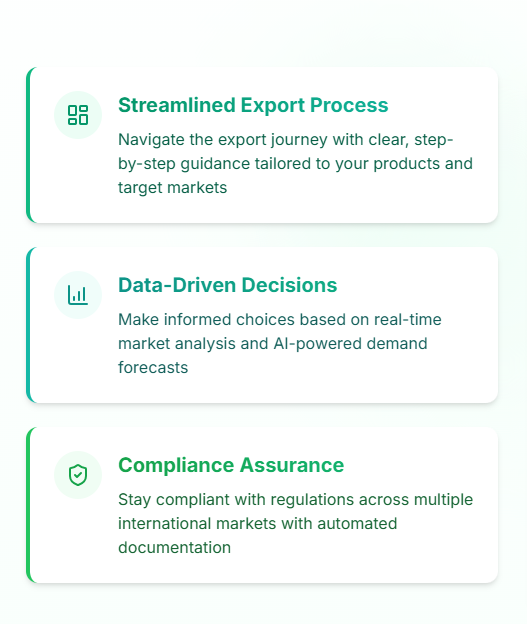 Streamlined Export Process
Navigate the export journey with clear, step-
by-step guidance tailored to your products and
target markets
Data-Driven Decisions
Make informed choices based on real-time
market analysis and AI-powered demand
forecasts
Compliance Assurance
Stay compliant with regulations across multiple
international markets with automated
documentation